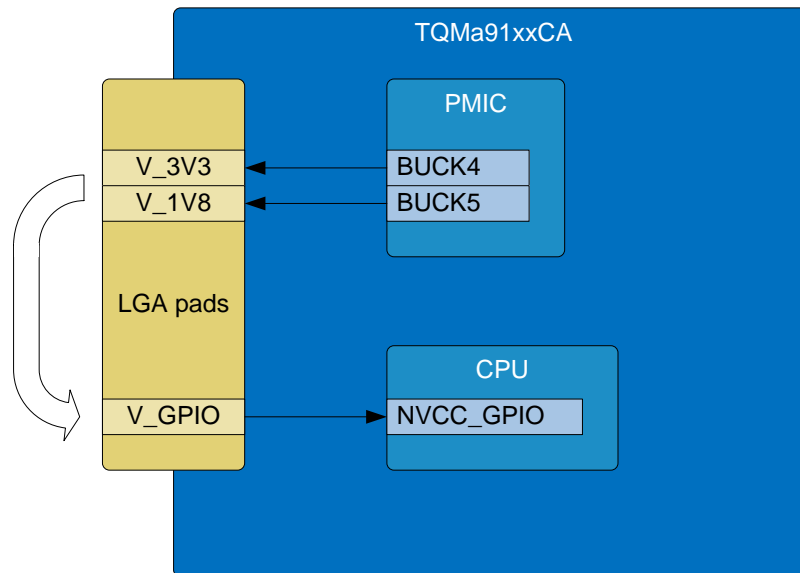 TQMa91xxCA
PMIC
V_3V3
BUCK4
V_1V8
BUCK5
LGA pads
CPU
V_GPIO
NVCC_GPIO